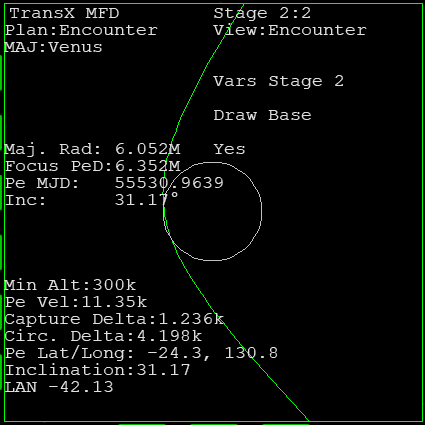 TransX MFD Stage 2:2
Plan:Encounter View:Encounter
MAJ:Venus
Vars Stage 2
Draw Base
Maj. Rad: 6.052M Yes
Focus PeD:6.352M
Pe MJD: 55530.9639
Inc: 31.17°
Min Alt:300k
Pe Vel:11.35k
Capture Delta:1.236k
Circ. Delta:4.198k
Pe Lat/Long: -24.3, 130.8
Inclination:31.17
LAN -42.13